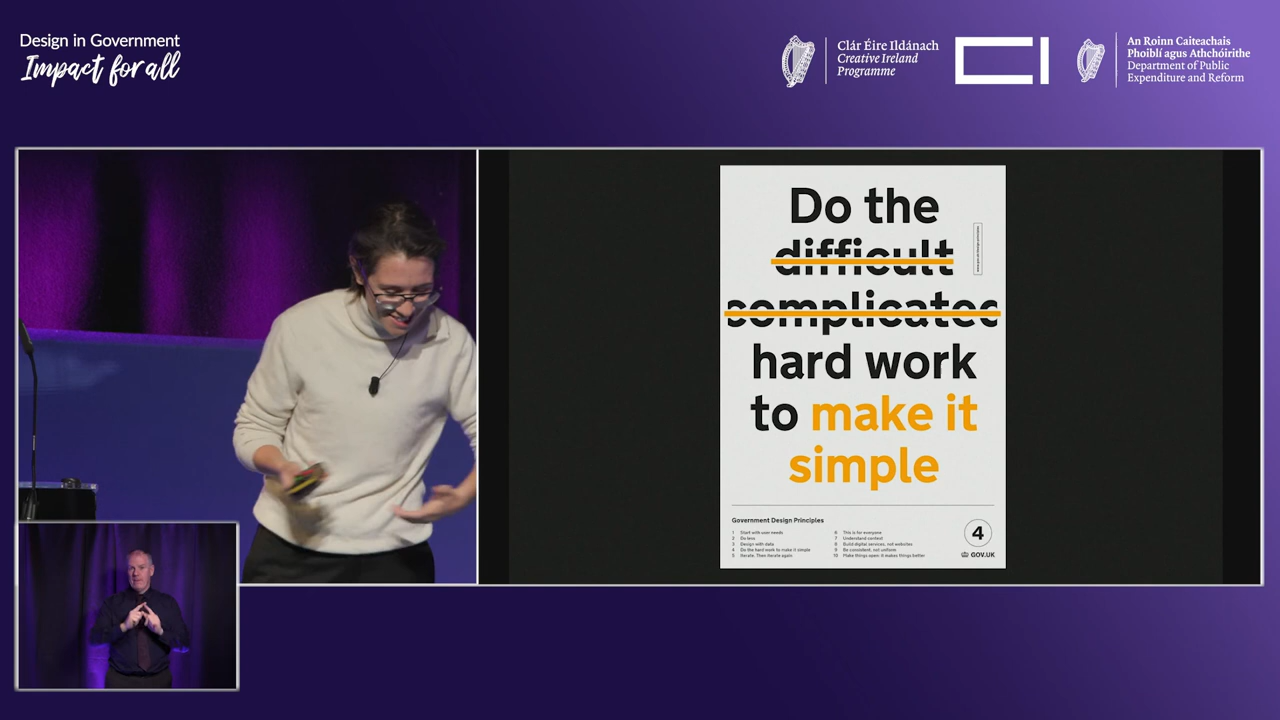 Design in Government
Impact for all
Clár Éire Ildánach
Creative Ireland
Programme
An Roinn Caiteachais
Phoiblí agus Athchóirithe
Department of Public
Expenditure and Reform
Do the
difficult
complicated
hard work
to make it
simple
Government Design Principles
1 Start with user needs
2 Do less
3 Design with data
4 Do the hard work to make it simple
5 Iterate. Then iterate again
6 This is for everyone
7 Understand context
8 Build digital services, not websites
9 Be consistent, not uniform
10 Make things open: it makes things better
4
GOV.UK